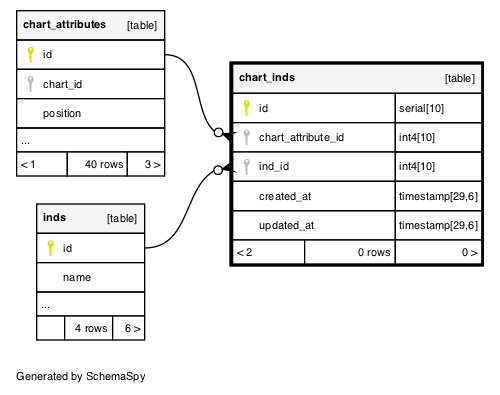 chart_attributes [table]
id
chart_id
position
...
< 1 40 rows 3 >
chart_inds [table]
id serial[10]
chart_attribute_id int4[10]
ind_id int4[10]
created_at timestamp[29,6]
updated_at timestamp[29,6]
< 2 0 rows 0 >
inds [table]
id
name
...
4 rows 6 >
Generated by SchemaSpy